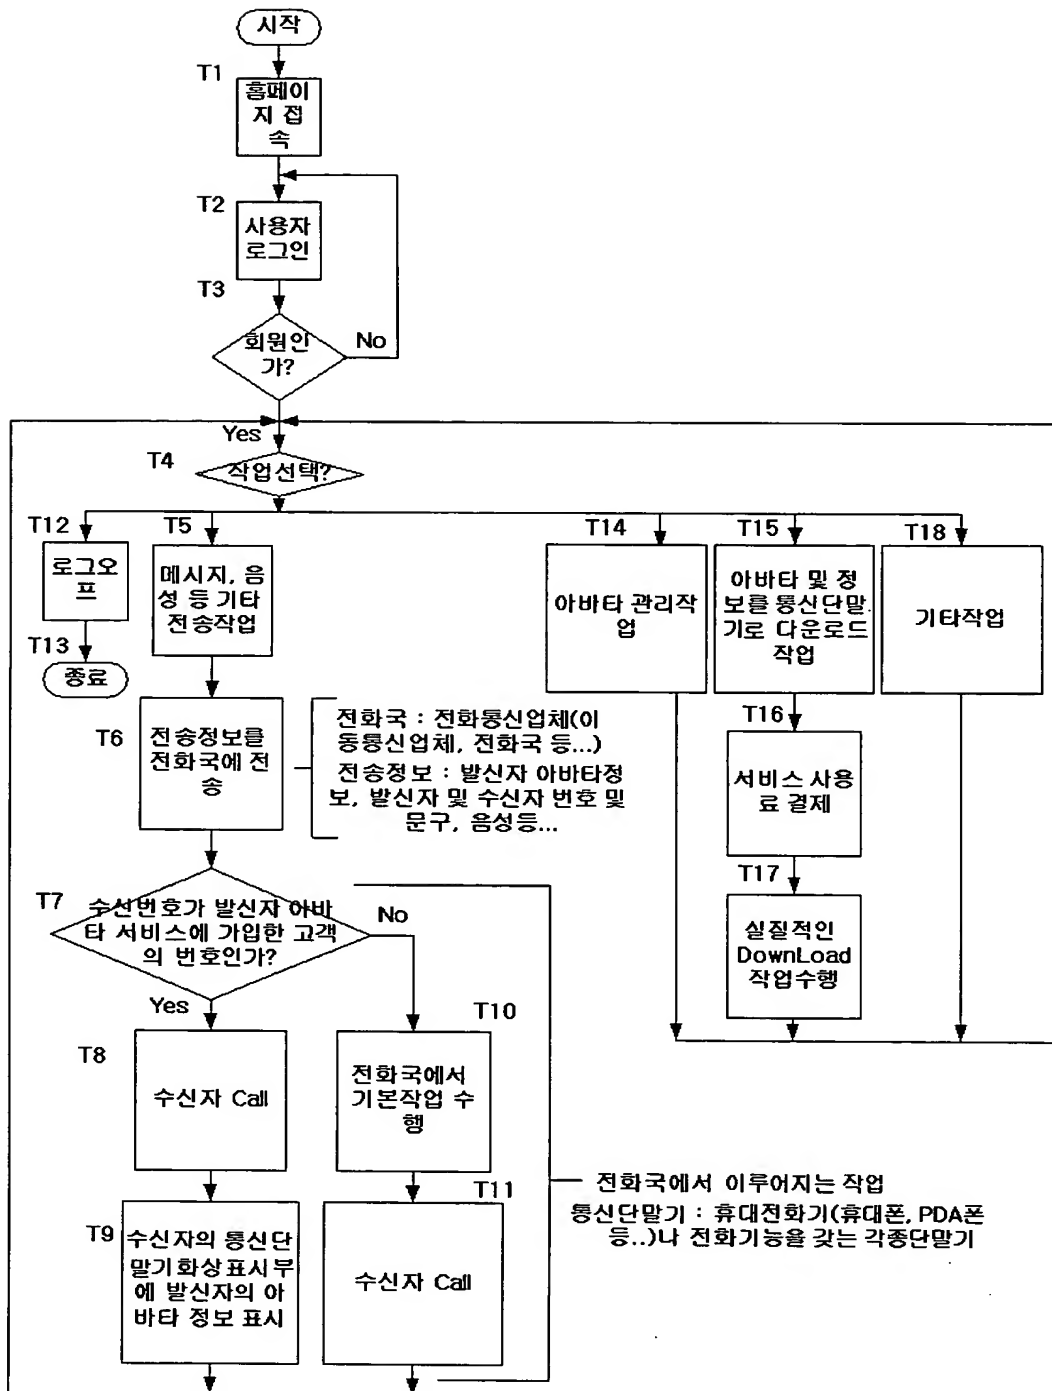 시작
T1
홈페이
지 접
속
T2
사용자
로그인
T3
회원인
가?
No
Yes
T4
작업선택?
T12
로그오
프
T13
종료
T5
메시지, 음
성 등 기타
전송작업
T6
전송정보를
전화국에 전
송
전화국 : 전화통신업체(이
동통신업체, 전화국 등...)
전송정보 : 발신자 아바타정
보, 발신자 및 수신자 번호 및
문구, 음성등...
T7
수신번호가 발신자 아바
타 서비스에 가입한 고객
의 번호인가?
No
Yes
T8
수신자 Call
T9
수신자의 통신단
말기화상표시부
에 발신자의 아
바타 정보 표시
T10
전화국에서
기본작업 수
행
T11
수신자 Call
전화국에서 이루어지는 작업
통신단말기 : 휴대전화기(휴대폰, PDA폰
등..)나 전화기능을 갖는 각종단말기
T14
아바타 관리작
업
T15
아바타 및 정
보를 통신단말
기로 다운로드
작업
T16
서비스 사용
료 결제
T17
실질적인
DownLoad
작업수행
T18
기타작업